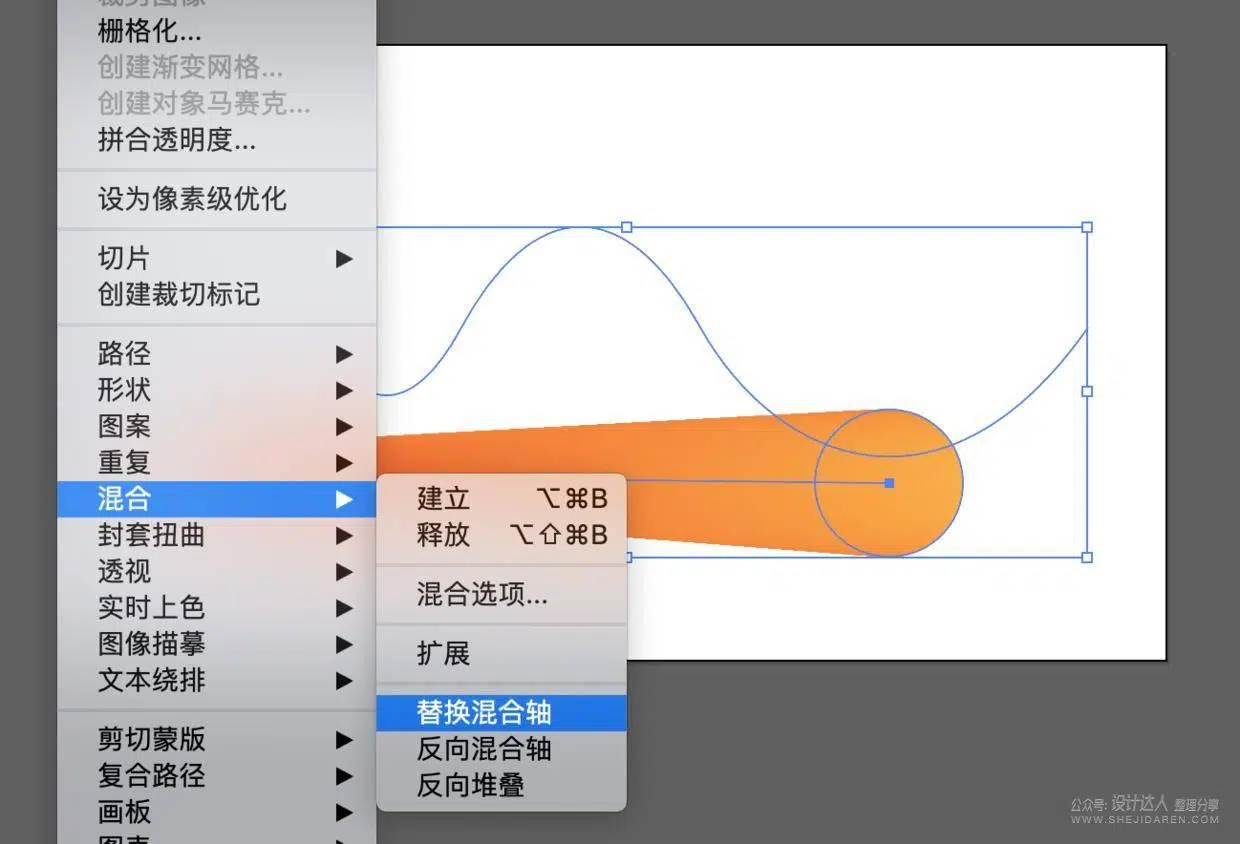 栅格化...
创建渐变网格...
创建对象马赛克...
拼合透明度...
设为像素级优化
切片
创建裁切标记
路径
形状
图案
重复
混合
封套扭曲
透视
实时上色
图像描摹
文本绕排
剪切蒙版
复合路径
画板
建立 ⌥⌘B
释放 ⌥⇧⌘B
混合选项...
扩展
替换混合轴
反向混合轴
反向堆叠
公众号: 设计达人 整理分享
WWW.SHEJIDAREN.COM